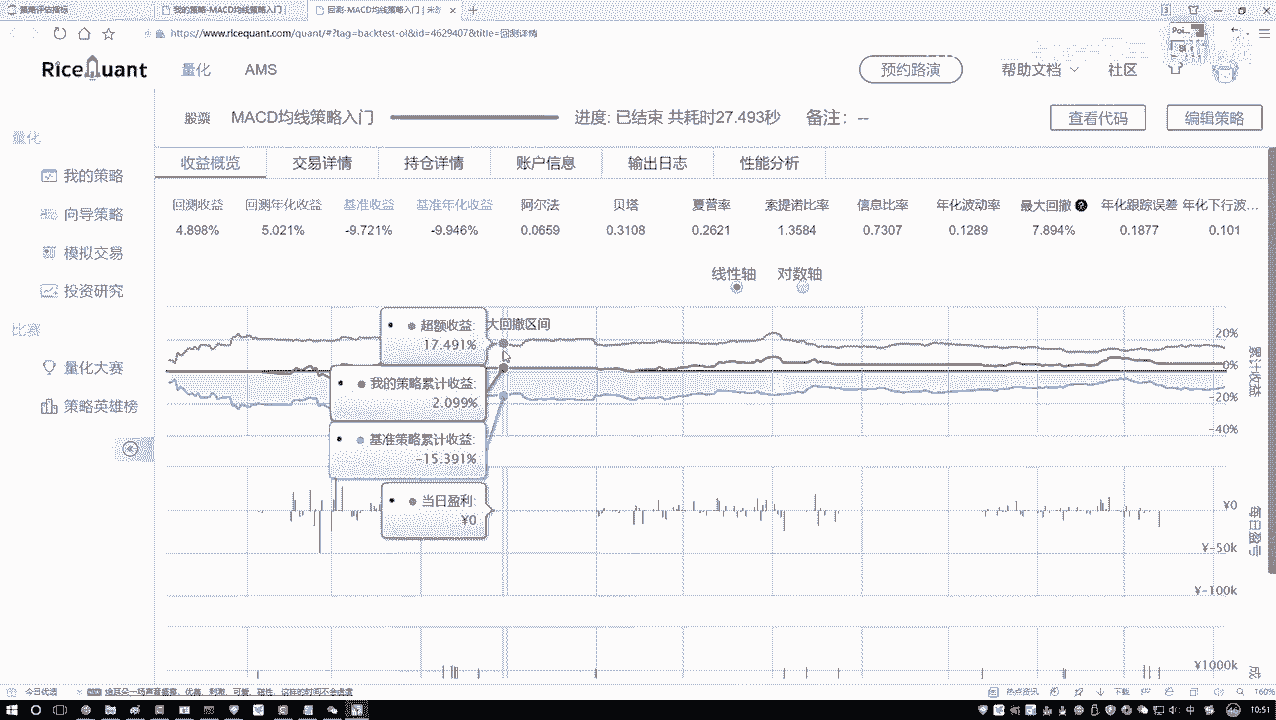 策略评估指标
我的策略-MACD均线策略入门 |
回测-MACD均线策略入门 | 米
https://www.ricequant.com/quant/#?tag=backtest-ol&id=4629407&title=回测详情
RiceQuant
量化
AMS
预约路演
帮助文档
社区
股票
MACD均线策略入门
进度: 已结束 共耗时27.493秒
备注: --
查看代码
编辑策略
量化
我的策略
向导策略
模拟交易
投资研究
比赛
量化大赛
策略英雄榜
收益概览
交易详情
持仓详情
账户信息
输出日志
性能分析
回测收益 回测年化收益 基准收益 基准年化收益 阿尔法 贝塔 夏普率 索提诺比率 信息比率 年化波动率 最大回撤 年化跟踪误差 年化下行波...
4.898% 5.021% -9.721% -9.946% 0.0659 0.3108 0.2621 1.3584 0.7307 0.1289 7.894% 0.1877 0.101
线性轴 对数轴
大回撤区间
超额收益:
17.491%
我的策略累计收益:
2.099%
基准策略累计收益:
-15.391%
当日盈利:
¥0
20%
0%
-20%
-40%
累计收益
¥0
¥-50k
¥-100k
每日盈亏
¥1000k
成
今日优选
热点资讯
下载
160%
中
10:51